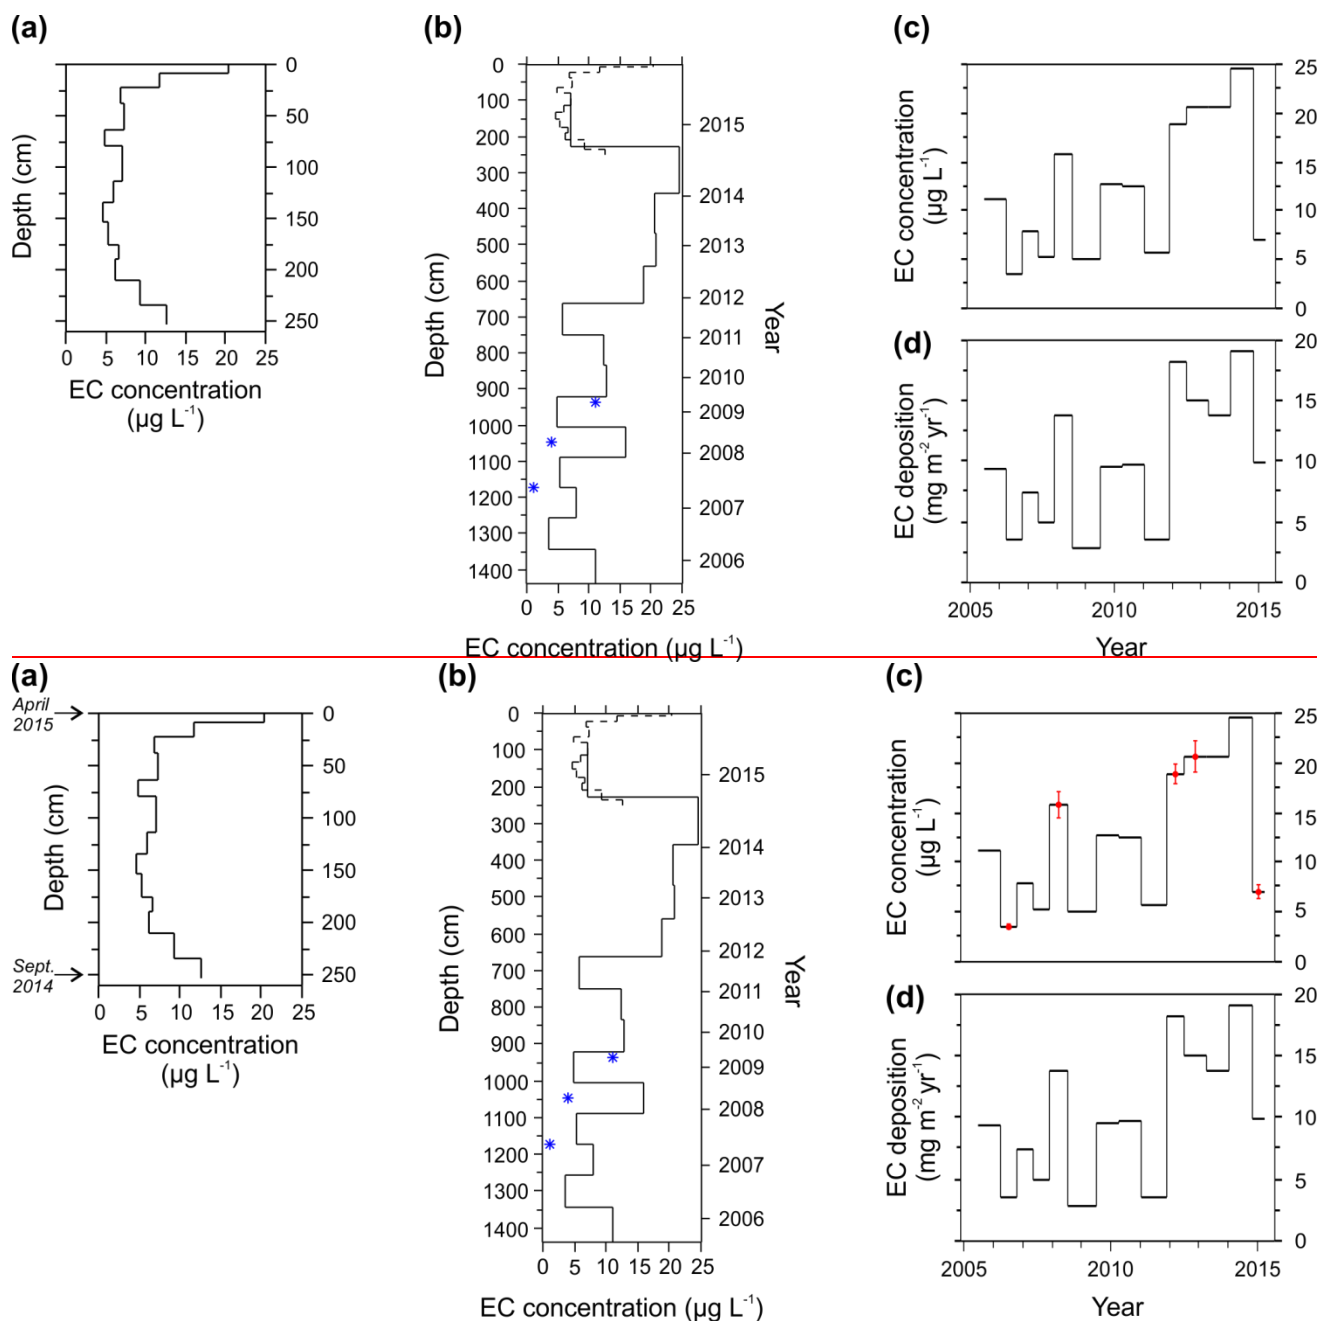 (a)
0
50
100
150
200
250
Depth (cm)
0 5 10 15 20 25
EC concentration
(µg L⁻¹)
(b)
0
100
200
300
400
500
600
700
800
900
1000
1100
1200
1300
1400
Depth (cm)
2015
2014
2013
2012
2011
2010
2009
2008
2007
2006
Year
0 5 10 15 20 25
EC concentration (µg L⁻¹)
(c)
EC concentration
(µg L⁻¹)
25
20
15
10
5
0
(d)
EC deposition
(mg m⁻² yr⁻¹)
20
15
10
5
0
2005 2010 2015
Year
(a)
April
2015
Sept.
2014
0
50
100
150
200
250
Depth (cm)
0 5 10 15 20 25
EC concentration
(µg L⁻¹)
(b)
0
100
200
300
400
500
600
700
800
900
1000
1100
1200
1300
1400
Depth (cm)
2015
2014
2013
2012
2011
2010
2009
2008
2007
2006
Year
0 5 10 15 20 25
EC concentration (µg L⁻¹)
(c)
EC concentration
(µg L⁻¹)
25
20
15
10
5
0
(d)
EC deposition
(mg m⁻² yr⁻¹)
20
15
10
5
0
2005 2010 2015
Year